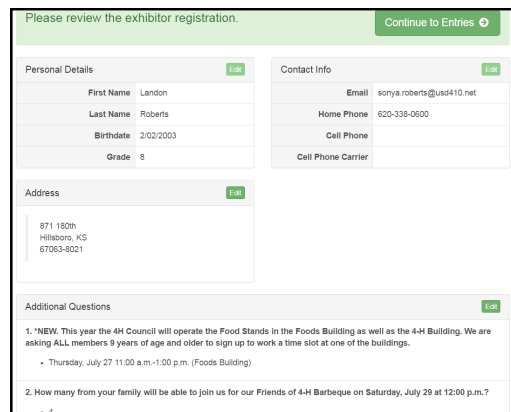 Please review the exhibitor registration.
Continue to Entries
Personal Details Edit
First Name Landon
Last Name Roberts
Birthdate 2/02/2003
Grade 8
Contact Info Edit
Email sonya.roberts@usd410.net
Home Phone 620-338-0600
Cell Phone
Cell Phone Carrier
Address Edit
871 180th
Hillsboro, KS
67063-8021
Additional Questions Edit
1. *NEW. This year the 4H Council will operate the Food Stands in the Foods Building as well as the 4-H Building. We are
asking ALL members 9 years of age and older to sign up to work a time slot at one of the buildings.
• Thursday, July 27 11:00 a.m.-1:00 p.m. (Foods Building)
2. How many from your family will be able to join us for our Friends of 4-H Barbeque on Saturday, July 29 at 12:00 p.m.?
• 4